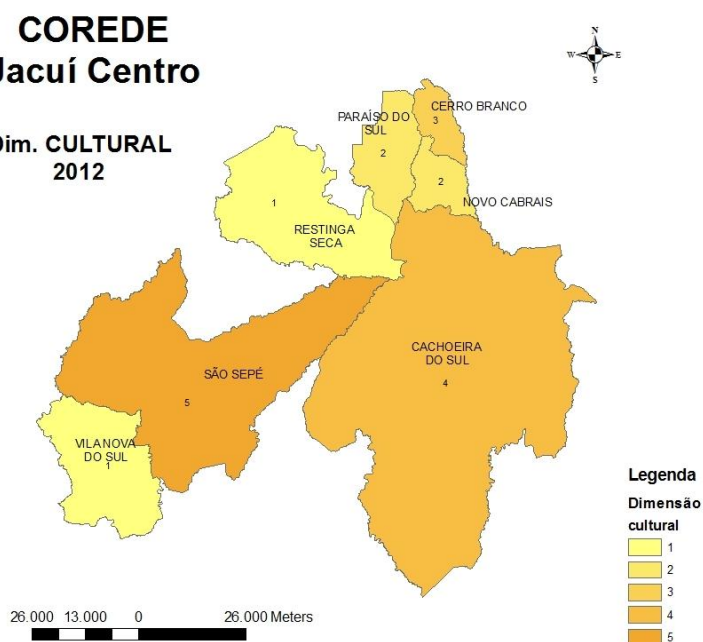 COREDE
Jacuí Centro
Dim. CULTURAL
2012
N
W E
S
CERRO BRANCO
3
PARAÍSO DO
SUL
2
2
NOVO CABRAIS
1
RESTINGA
SECA
CACHOEIRA
DO SUL
4
SÃO SEPÉ
5
VILA NOVA
DO SUL
1
Legenda
Dimensão
cultural
1
2
3
4
5
26.000 13.000 0 26.000 Meters